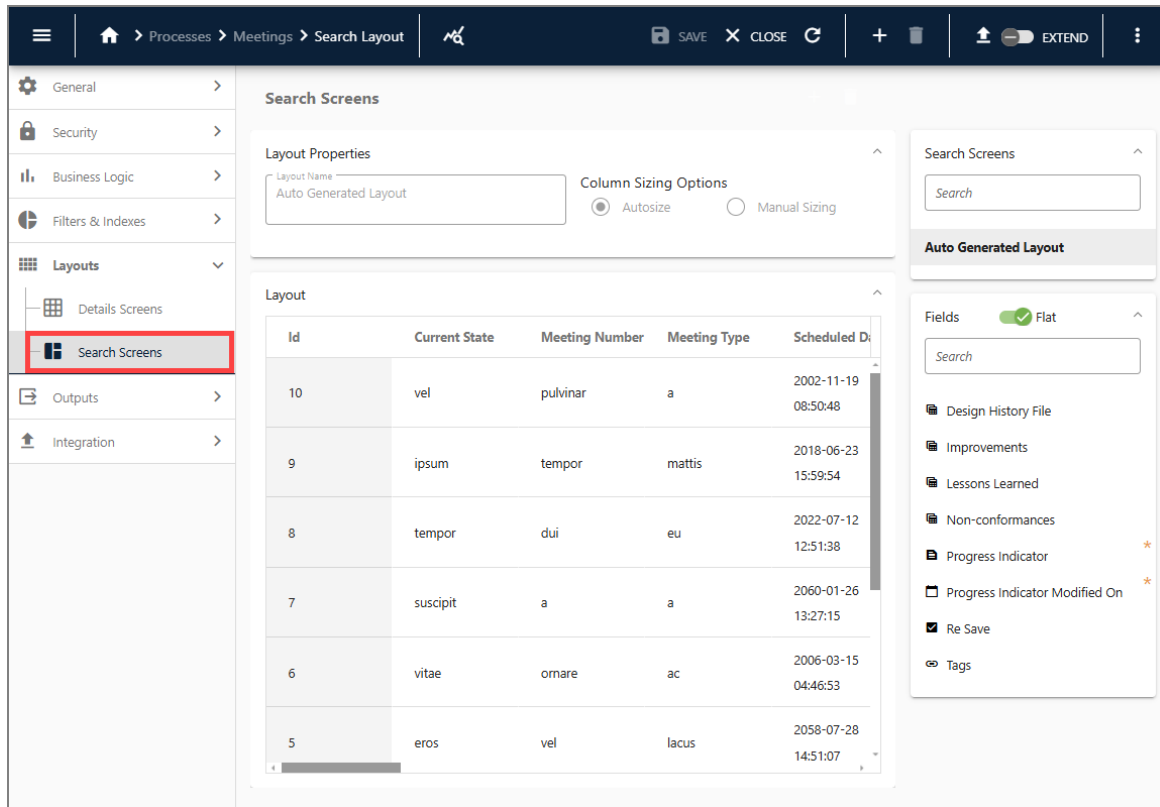 Processes Meetings Search Layout SAVE CLOSE EXTEND
General
Security
Business Logic
Filters & Indexes
Layouts
Details Screens
Search Screens
Outputs
Integration
Search Screens
Layout Properties
Layout Name
Auto Generated Layout
Column Sizing Options
Autosize Manual Sizing
Layout
Id Current State Meeting Number Meeting Type Scheduled
10 vel pulvinar a 2002-11-19
08:50:48
9 ipsum tempor mattis 2018-06-23
15:59:54
8 tempor dui eu 2022-07-12
12:51:38
7 suscipit a a 2060-01-26
13:27:15
6 vitae ornare ac 2006-03-15
04:46:53
5 eros vel lacus 2058-07-28
14:51:07
Search Screens
Search
Auto Generated Layout
Fields Flat
Search
Design History File
Improvements
Lessons Learned
Non-conformances
Progress Indicator *
Progress Indicator Modified On *
Re Save
Tags